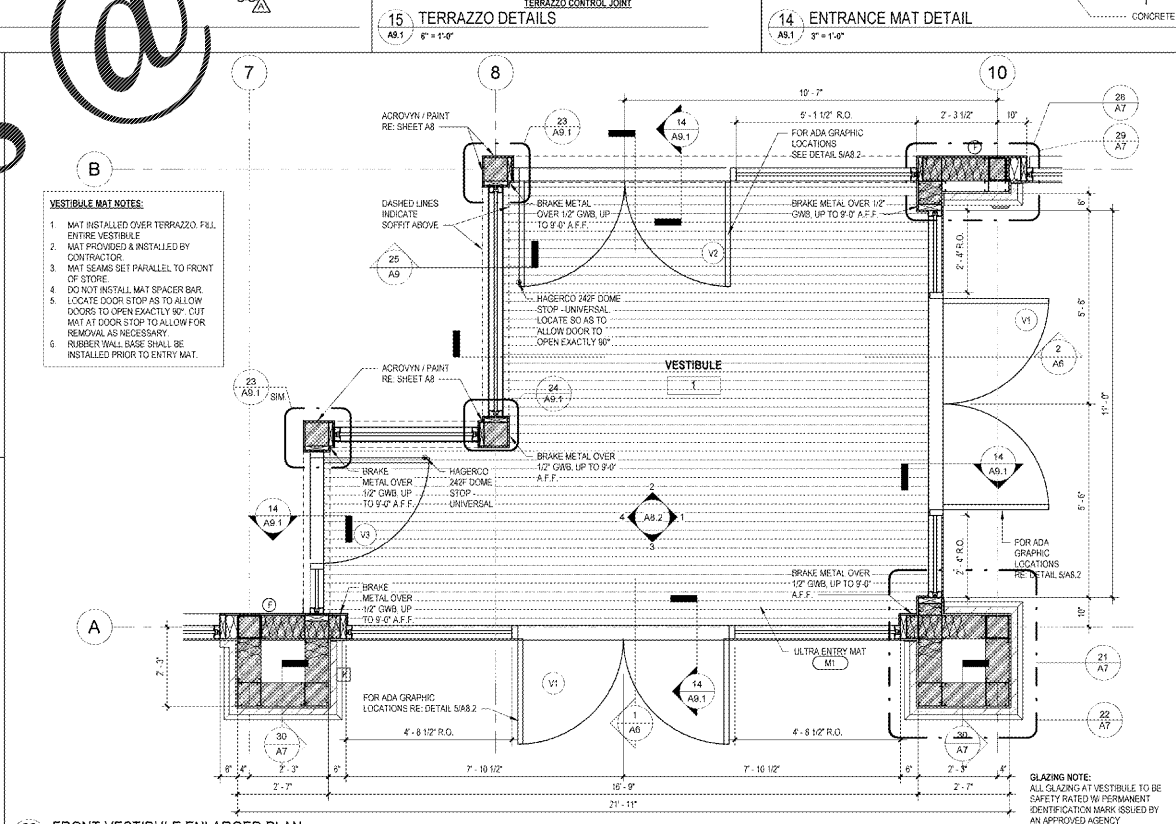 TERRAZZO CONTROL JOINT
15
A9.1
TERRAZZO DETAILS
6" = 1'-0"
14
A9.1
ENTRANCE MAT DETAIL
3" = 1'-0"
CONCRETE
7
8
10
10' - 7"
5' - 1 1/2" R.O.
2' - 3 1/2"
10"
28
A7
29
A7
ACROVYN / PAINT
RE: SHEET A8
23
A9.1
14
A9.1
FOR ADA GRAPHIC
LOCATIONS
SEE DETAIL 5/A8.2
B
VESTIBULE MAT NOTES:
1. MAT INSTALLED OVER TERRAZZO. FILL
ENTIRE VESTIBULE
2. MAT PROVIDED & INSTALLED BY
CONTRACTOR.
3. MAT SEAMS SET PARALLEL TO FRONT
OF STORE.
4. DO NOT INSTALL MAT SPACER BAR.
5. LOCATE DOOR STOP AS TO ALLOW
DOORS TO OPEN EXACTLY 90°. CUT
MAT AT DOOR STOP TO ALLOW FOR
REMOVAL AS NECESSARY.
6. RUBBER WALL BASE SHALL BE
INSTALLED PRIOR TO ENTRY MAT.
DASHED LINES
INDICATE
SOFFIT ABOVE
BRAKE METAL
OVER 1/2" GWB, UP
TO 9'-0" A.F.F.
BRAKE METAL OVER 1/2"
GWB, UP TO 9'-0" A.F.F.
6"
2' - 4" R.O.
25
A9
V2
HAGERCO 242F DOME
STOP - UNIVERSAL.
LOCATE SO AS TO
ALLOW DOOR TO
OPEN EXACTLY 90°
V1
5' - 6"
2
A6
VESTIBULE
1
11' - 0"
ACROVYN / PAINT
RE: SHEET A8
23
A9.1
SIM
24
A9.1
BRAKE
METAL OVER
1/2" GWB, UP
TO 9'-0" A.F.F.
HAGERCO
242F DOME
STOP -
UNIVERSAL
BRAKE METAL OVER
1/2" GWB, UP TO 9'-0"
A.F.F.
14
A9.1
5' - 6"
14
A9.1
V3
2
4
A8.2
1
3
2' - 4" R.O.
FOR ADA
GRAPHIC
LOCATIONS
RE: DETAIL 5/A8.2
BRAKE METAL OVER
1/2" GWB, UP TO 9'-0"
A.F.F.
BRAKE
METAL OVER
1/2" GWB, UP
TO 9'-0" A.F.F.
10"
A
2' - 3"
ULTRA ENTRY MAT
M1
V1
14
A9.1
21
A7
FOR ADA GRAPHIC
LOCATIONS RE: DETAIL 5/A8.2
1
A6
22
A7
30
A7
4' - 8 1/2" R.O.
4' - 8 1/2" R.O.
30
A7
6"
4"
2' - 3"
6"
7' - 10 1/2"
7' - 10 1/2"
6"
2' - 3"
4"
2' - 7"
16' - 9"
2' - 7"
21' - 11"
GLAZING NOTE:
ALL GLAZING AT VESTIBULE TO BE
SAFETY RATED W/ PERMANENT
IDENTIFICATION MARK ISSUED BY
AN APPROVED AGENCY
FRONT VESTIBULE ENLARGED PLAN